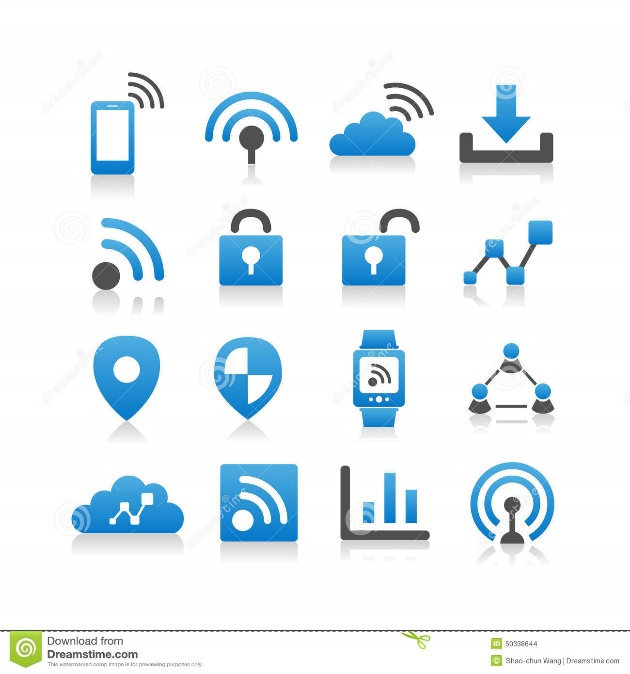 Download from
Dreamstime.com
This watermarked comp image is for previewing purposes only.
ID 50338644
© Shao-chun Wang | Dreamstime.com